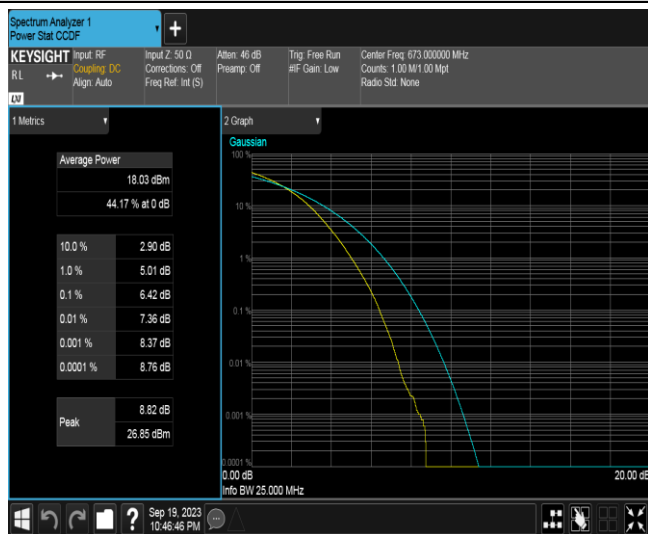 Spectrum Analyzer 1
Power Stat CCDF
+
KEYSIGHT
RL
LXI
Input: RF
Coupling: DC
Align: Auto
Input Z: 50 Ω
Corrections: Off
Freq Ref: Int (S)
Atten: 46 dB
Preamp: Off
Trig: Free Run
#IF Gain: Low
Center Freq: 673.000000 MHz
Counts: 1.00 M/1.00 Mpt
Radio Std: None
1 Metrics
Average Power
18.03 dBm
44.17 % at 0 dB
10.0 % 2.90 dB
1.0 % 5.01 dB
0.1 % 6.42 dB
0.01 % 7.36 dB
0.001 % 8.37 dB
0.0001 % 8.76 dB
Peak
8.82 dB
26.85 dBm
2 Graph
Gaussian
100 %
10 %
1 %
0.1 %
0.01 %
0.001 %
0.0001 %
0.00 dB 20.00 dB
Info BW 25.000 MHz
?
Sep 19, 2023
10:46:46 PM